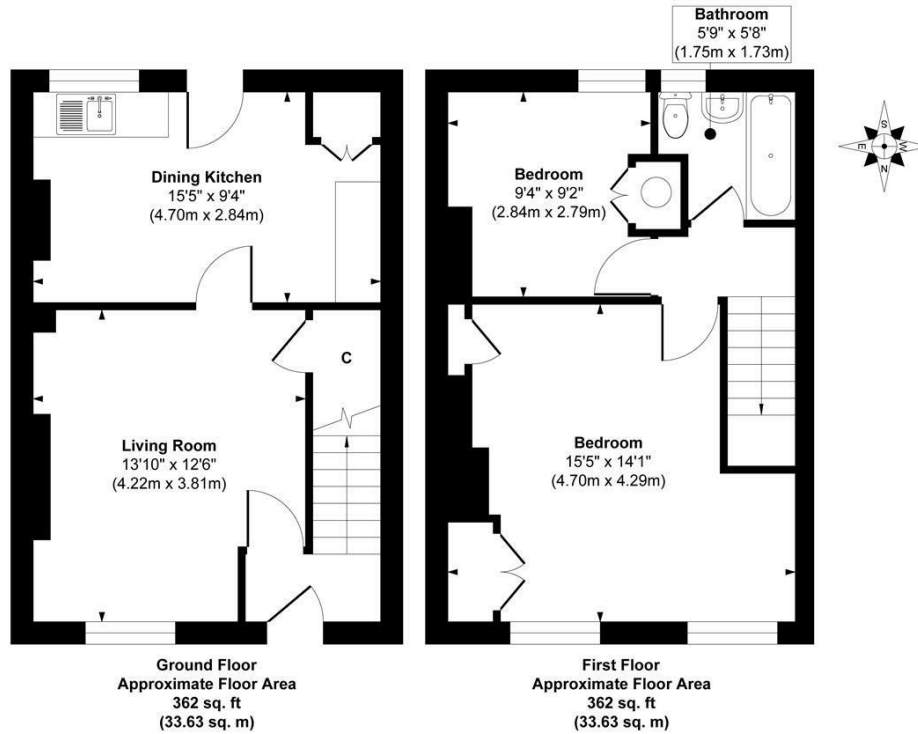 Bathroom
5'9" x 5'8"
(1.75m x 1.73m)
Dining Kitchen
15'5" x 9'4"
(4.70m x 2.84m)
Bedroom
9'4" x 9'2"
(2.84m x 2.79m)
S
E
W
N
C
Living Room
13'10" x 12'6"
(4.22m x 3.81m)
Bedroom
15'5" x 14'1"
(4.70m x 4.29m)
Ground Floor
Approximate Floor Area
362 sq. ft
(33.63 sq. m)
First Floor
Approximate Floor Area
362 sq. ft
(33.63 sq. m)